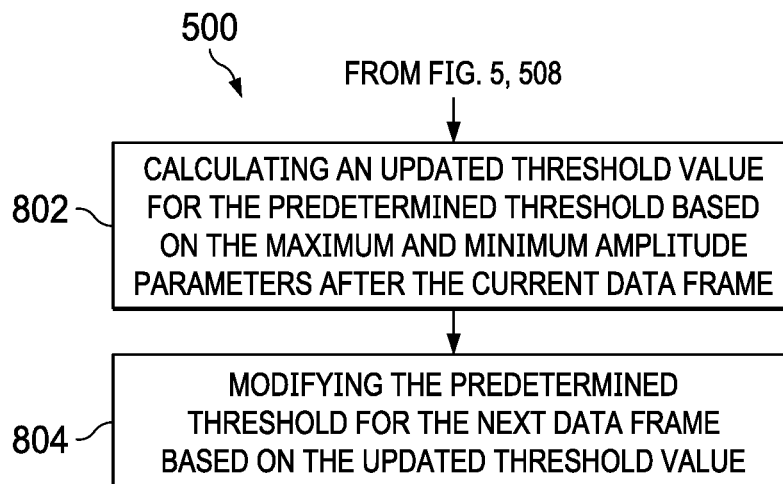 500
FROM FIG. 5, 508
802
CALCULATING AN UPDATED THRESHOLD VALUE
FOR THE PREDETERMINED THRESHOLD BASED
ON THE MAXIMUM AND MINIMUM AMPLITUDE
PARAMETERS AFTER THE CURRENT DATA FRAME
804
MODIFYING THE PREDETERMINED
THRESHOLD FOR THE NEXT DATA FRAME
BASED ON THE UPDATED THRESHOLD VALUE